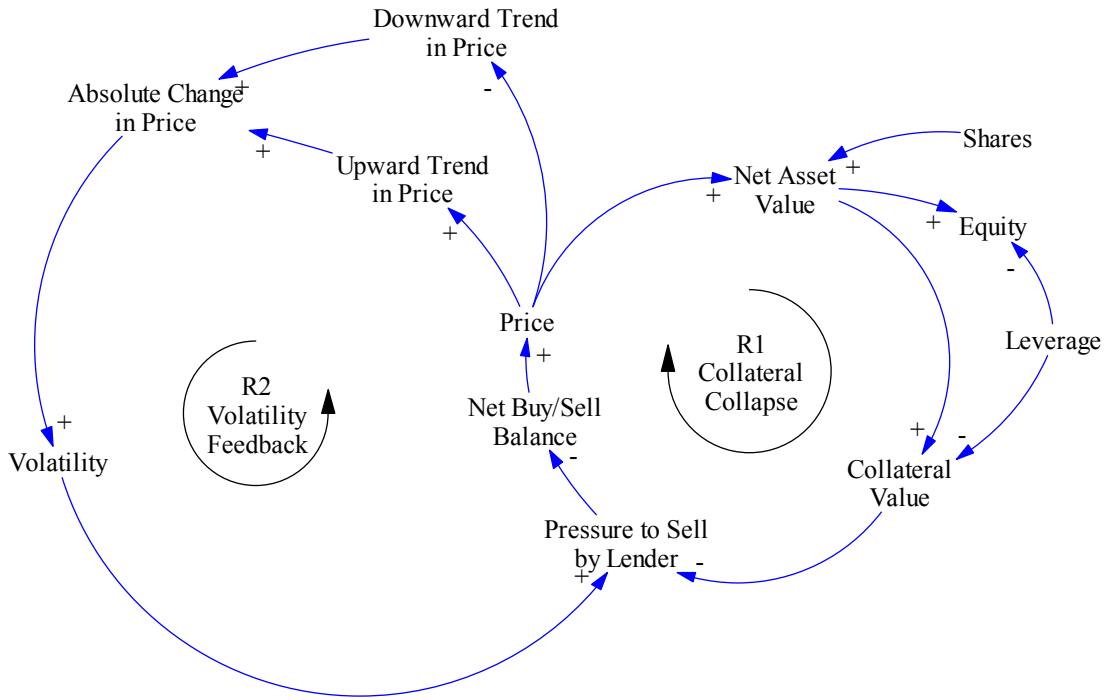 Downward Trend
in Price
+
-
Absolute Change
in Price
+
Upward Trend
in Price
+
Shares
+
Net Asset
Value
+
+
Equity
-
Price
+
Leverage
R1
Collateral
Collapse
R2
Volatility
Feedback
Net Buy/Sell
Balance
-
+
Volatility
+
-
Collateral
Value
Pressure to Sell
by Lender
+
-